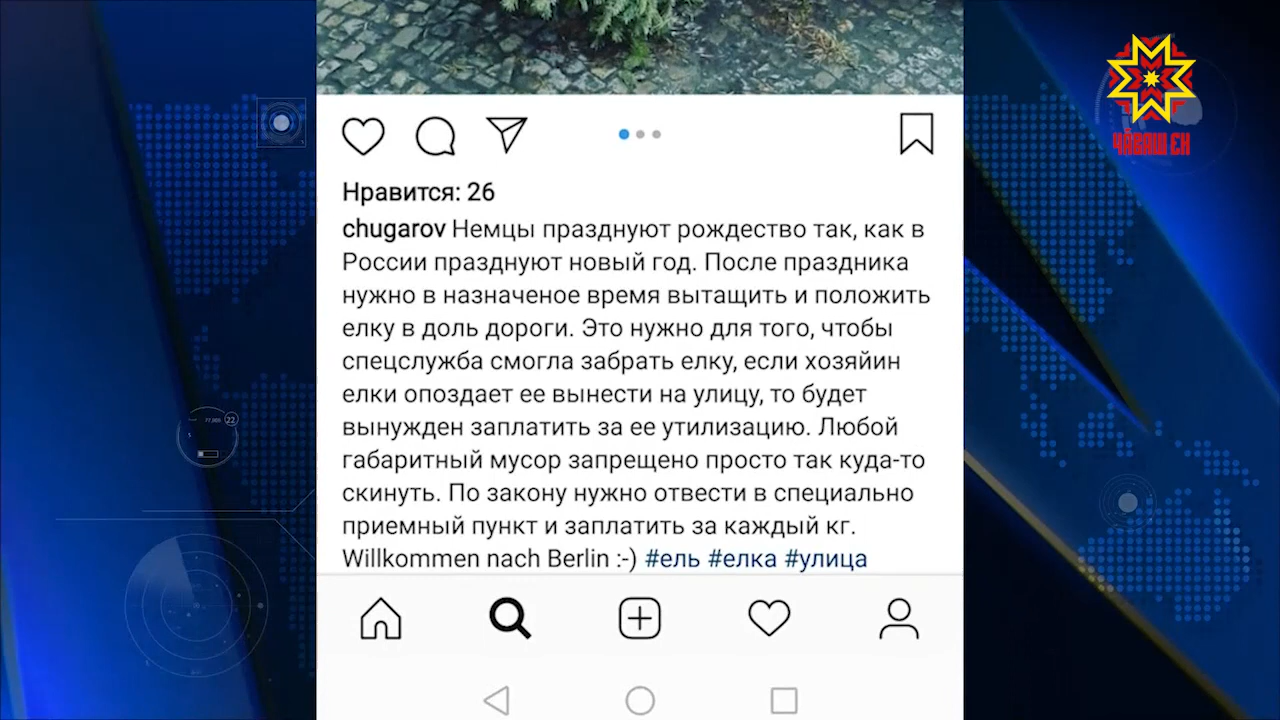 ЧӐВАШ ЕН
Нравится: 26
chugarov Немцы празднуют рождество так, как в
России празднуют новый год. После праздника
нужно в назначеное время вытащить и положить
елку в доль дороги. Это нужно для того, чтобы
спецслужба смогла забрать елку, если хозяйин
елки опоздает ее вынести на улицу, то будет
вынужден заплатить за ее утилизацию. Любой
габаритный мусор запрещено просто так куда-то
скинуть. По закону нужно отвести в специально
приемный пункт и заплатить за каждый кг.
Willkommen nach Berlin :-) #ель #елка #улица
22